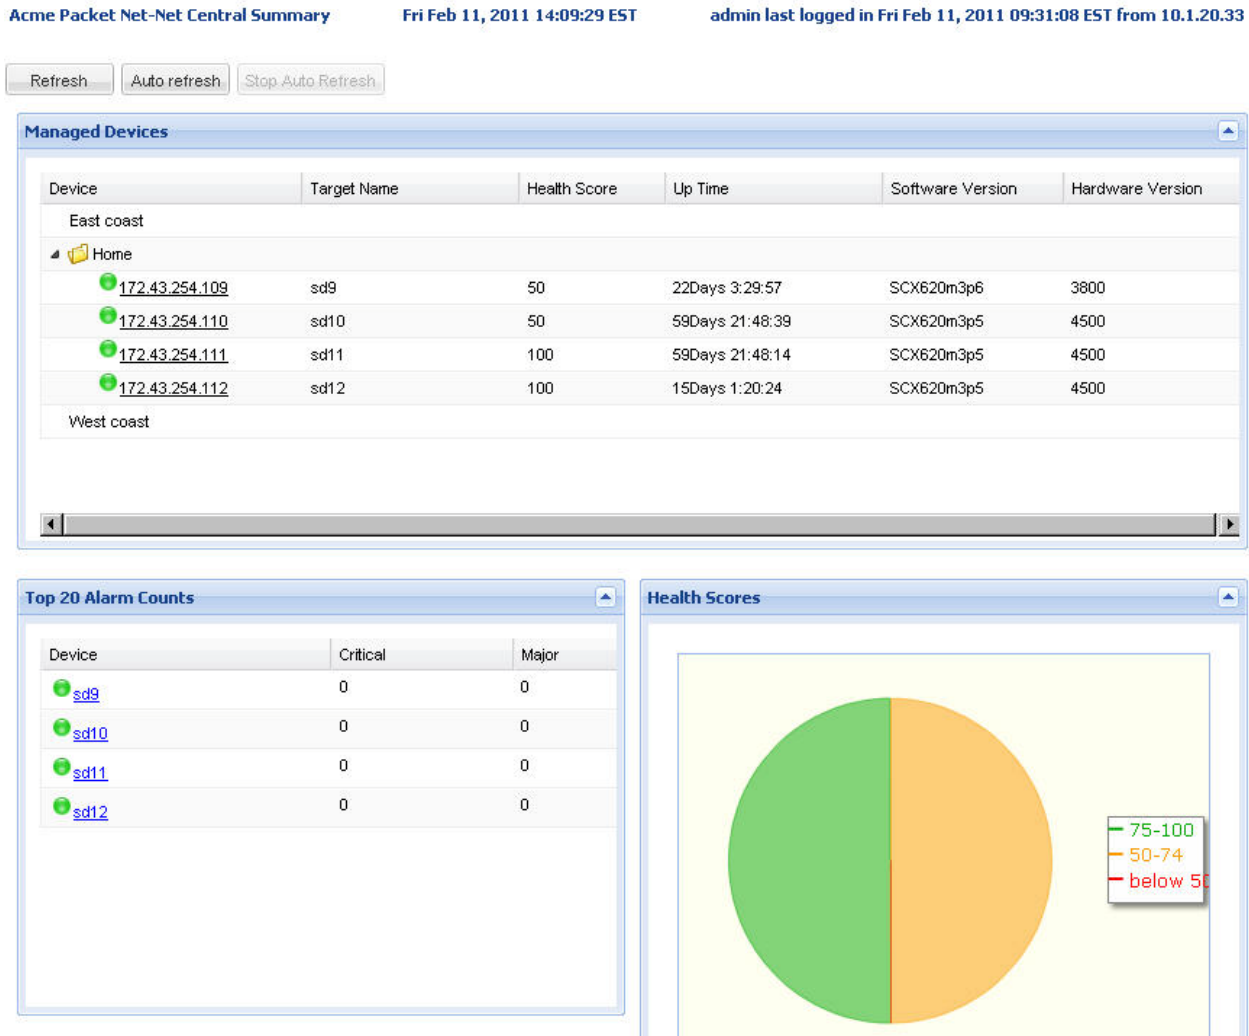 Acme Packet Net-Net Central Summary Fri Feb 11, 2011 14:09:29 EST admin last logged in Fri Feb 11, 2011 09:31:08 EST from 10.1.20.33
Refresh Auto refresh Stop Auto Refresh
Managed Devices
Device Target Name Health Score Up Time Software Version Hardware Version
East coast
Home
172.43.254.109 sd9 50 22Days 3:29:57 SCX620m3p6 3800
172.43.254.110 sd10 50 59Days 21:48:39 SCX620m3p5 4500
172.43.254.111 sd11 100 59Days 21:48:14 SCX620m3p5 4500
172.43.254.112 sd12 100 15Days 1:20:24 SCX620m3p5 4500
West coast
Top 20 Alarm Counts
Device Critical Major
sd9 0 0
sd10 0 0
sd11 0 0
sd12 0 0
Health Scores
75-100
50-74
below 50